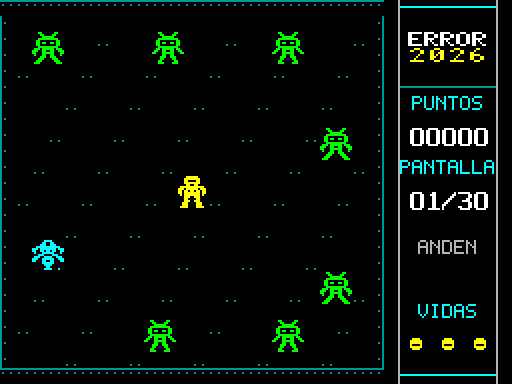 ERROR
2026
PUNTOS
00000
PANTALLA
01/30
ANDEN
VIDAS